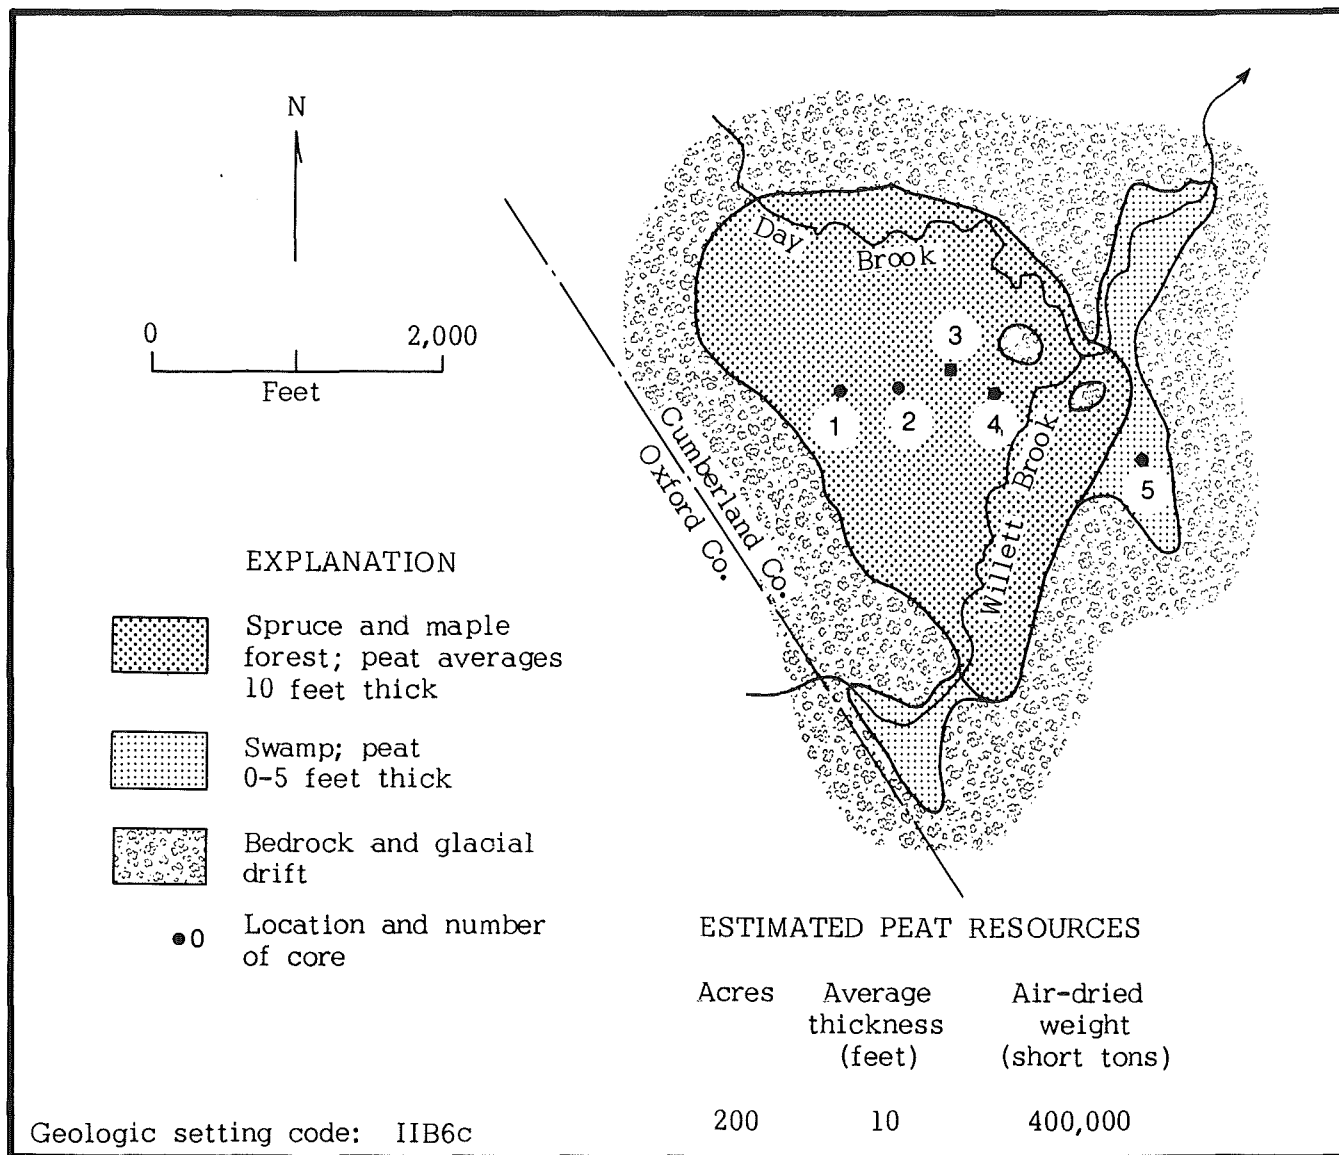 N
0 2,000
Feet
Day
Brook
3
1
2
4
5
Willett Brook
Cumberland Co.
Oxford Co.
EXPLANATION
Spruce and maple
forest; peat averages
10 feet thick
Swamp; peat
0-5 feet thick
Bedrock and glacial
drift
0 Location and number
of core
ESTIMATED PEAT RESOURCES
Acres Average Air-dried
thickness weight
(feet) (short tons)
200 10 400,000
Geologic setting code: IIB6c